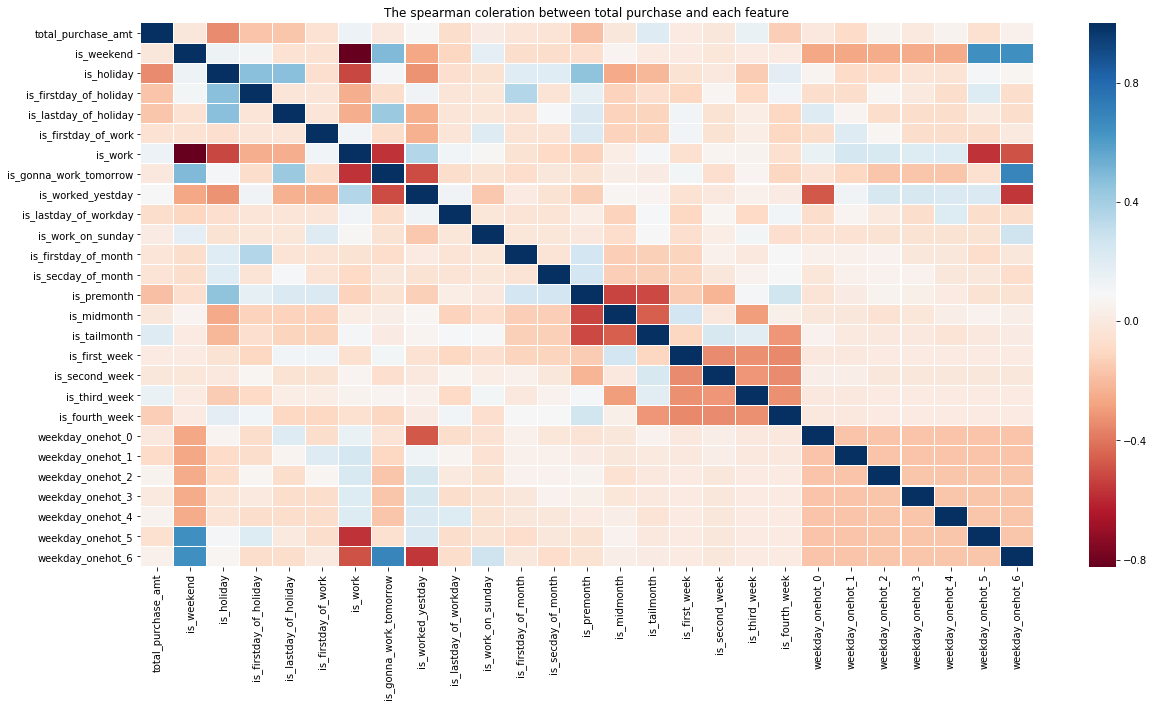 The spearman coleration between total purchase and each feature
total_purchase_amt
is_weekend
is_holiday
is_firstday_of_holiday
is_lastday_of_holiday
is_firstday_of_work
is_work
is_gonna_work_tomorrow
is_worked_yestday
is_lastday_of_workday
is_work_on_sunday
is_firstday_of_month
is_secday_of_month
is_premonth
is_midmonth
is_tailmonth
is_first_week
is_second_week
is_third_week
is_fourth_week
weekday_onehot_0
weekday_onehot_1
weekday_onehot_2
weekday_onehot_3
weekday_onehot_4
weekday_onehot_5
weekday_onehot_6
total_purchase_amt
is_weekend
is_holiday
is_firstday_of_holiday
is_lastday_of_holiday
is_firstday_of_work
is_work
is_gonna_work_tomorrow
is_worked_yestday
is_lastday_of_workday
is_work_on_sunday
is_firstday_of_month
is_secday_of_month
is_premonth
is_midmonth
is_tailmonth
is_first_week
is_second_week
is_third_week
is_fourth_week
weekday_onehot_0
weekday_onehot_1
weekday_onehot_2
weekday_onehot_3
weekday_onehot_4
weekday_onehot_5
weekday_onehot_6
0.8
0.4
0.0
−0.4
−0.8